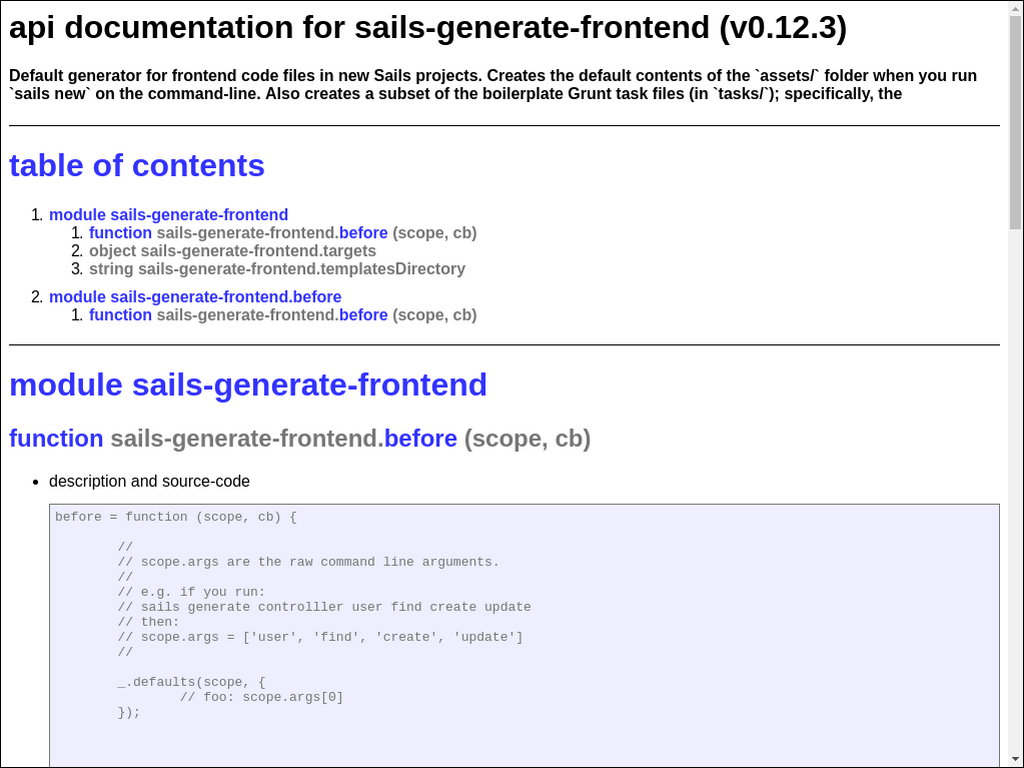 api documentation for sails-generate-frontend (v0.12.3)
Default generator for frontend code files in new Sails projects. Creates the default contents of the `assets/` folder when you run
`sails new` on the command-line. Also creates a subset of the boilerplate Grunt task files (in `tasks/`); specifically, the
table of contents
1. module sails-generate-frontend
1. function sails-generate-frontend.before (scope, cb)
2. object sails-generate-frontend.targets
3. string sails-generate-frontend.templatesDirectory
2. module sails-generate-frontend.before
1. function sails-generate-frontend.before (scope, cb)
module sails-generate-frontend
function sails-generate-frontend.before (scope, cb)
• description and source-code
before = function (scope, cb) {
//
// scope.args are the raw command line arguments.
//
// e.g. if you run:
// sails generate controlller user find create update
// then:
// scope.args = ['user', 'find', 'create', 'update']
//
_.defaults(scope, {
// foo: scope.args[0]
});